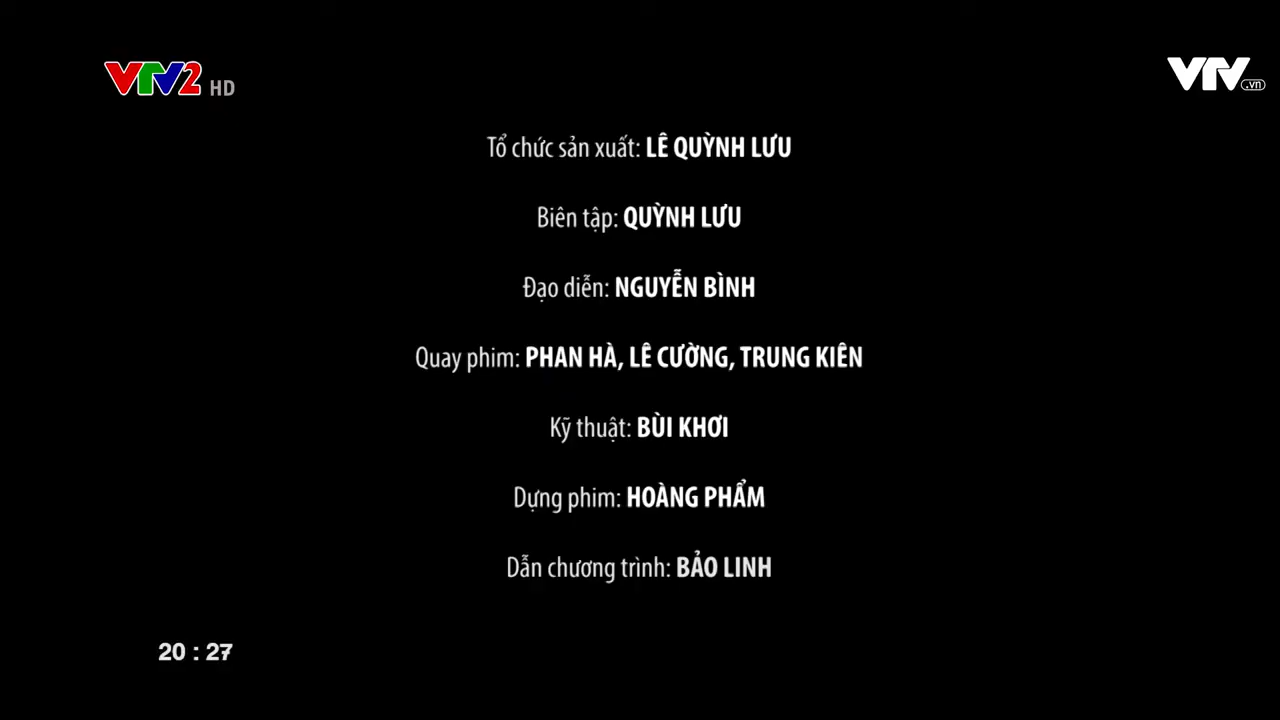 VTV2 HD
VTV.vn
Tổ chức sản xuất: LÊ QUỲNH LƯU
Biên tập: QUỲNH LƯU
Đạo diễn: NGUYỄN BÌNH
Quay phim: PHAN HÀ, LÊ CƯỜNG, TRUNG KIÊN
Kỹ thuật: BÙI KHƠI
Dựng phim: HOÀNG PHẨM
Dẫn chương trình: BẢO LINH
20 : 27